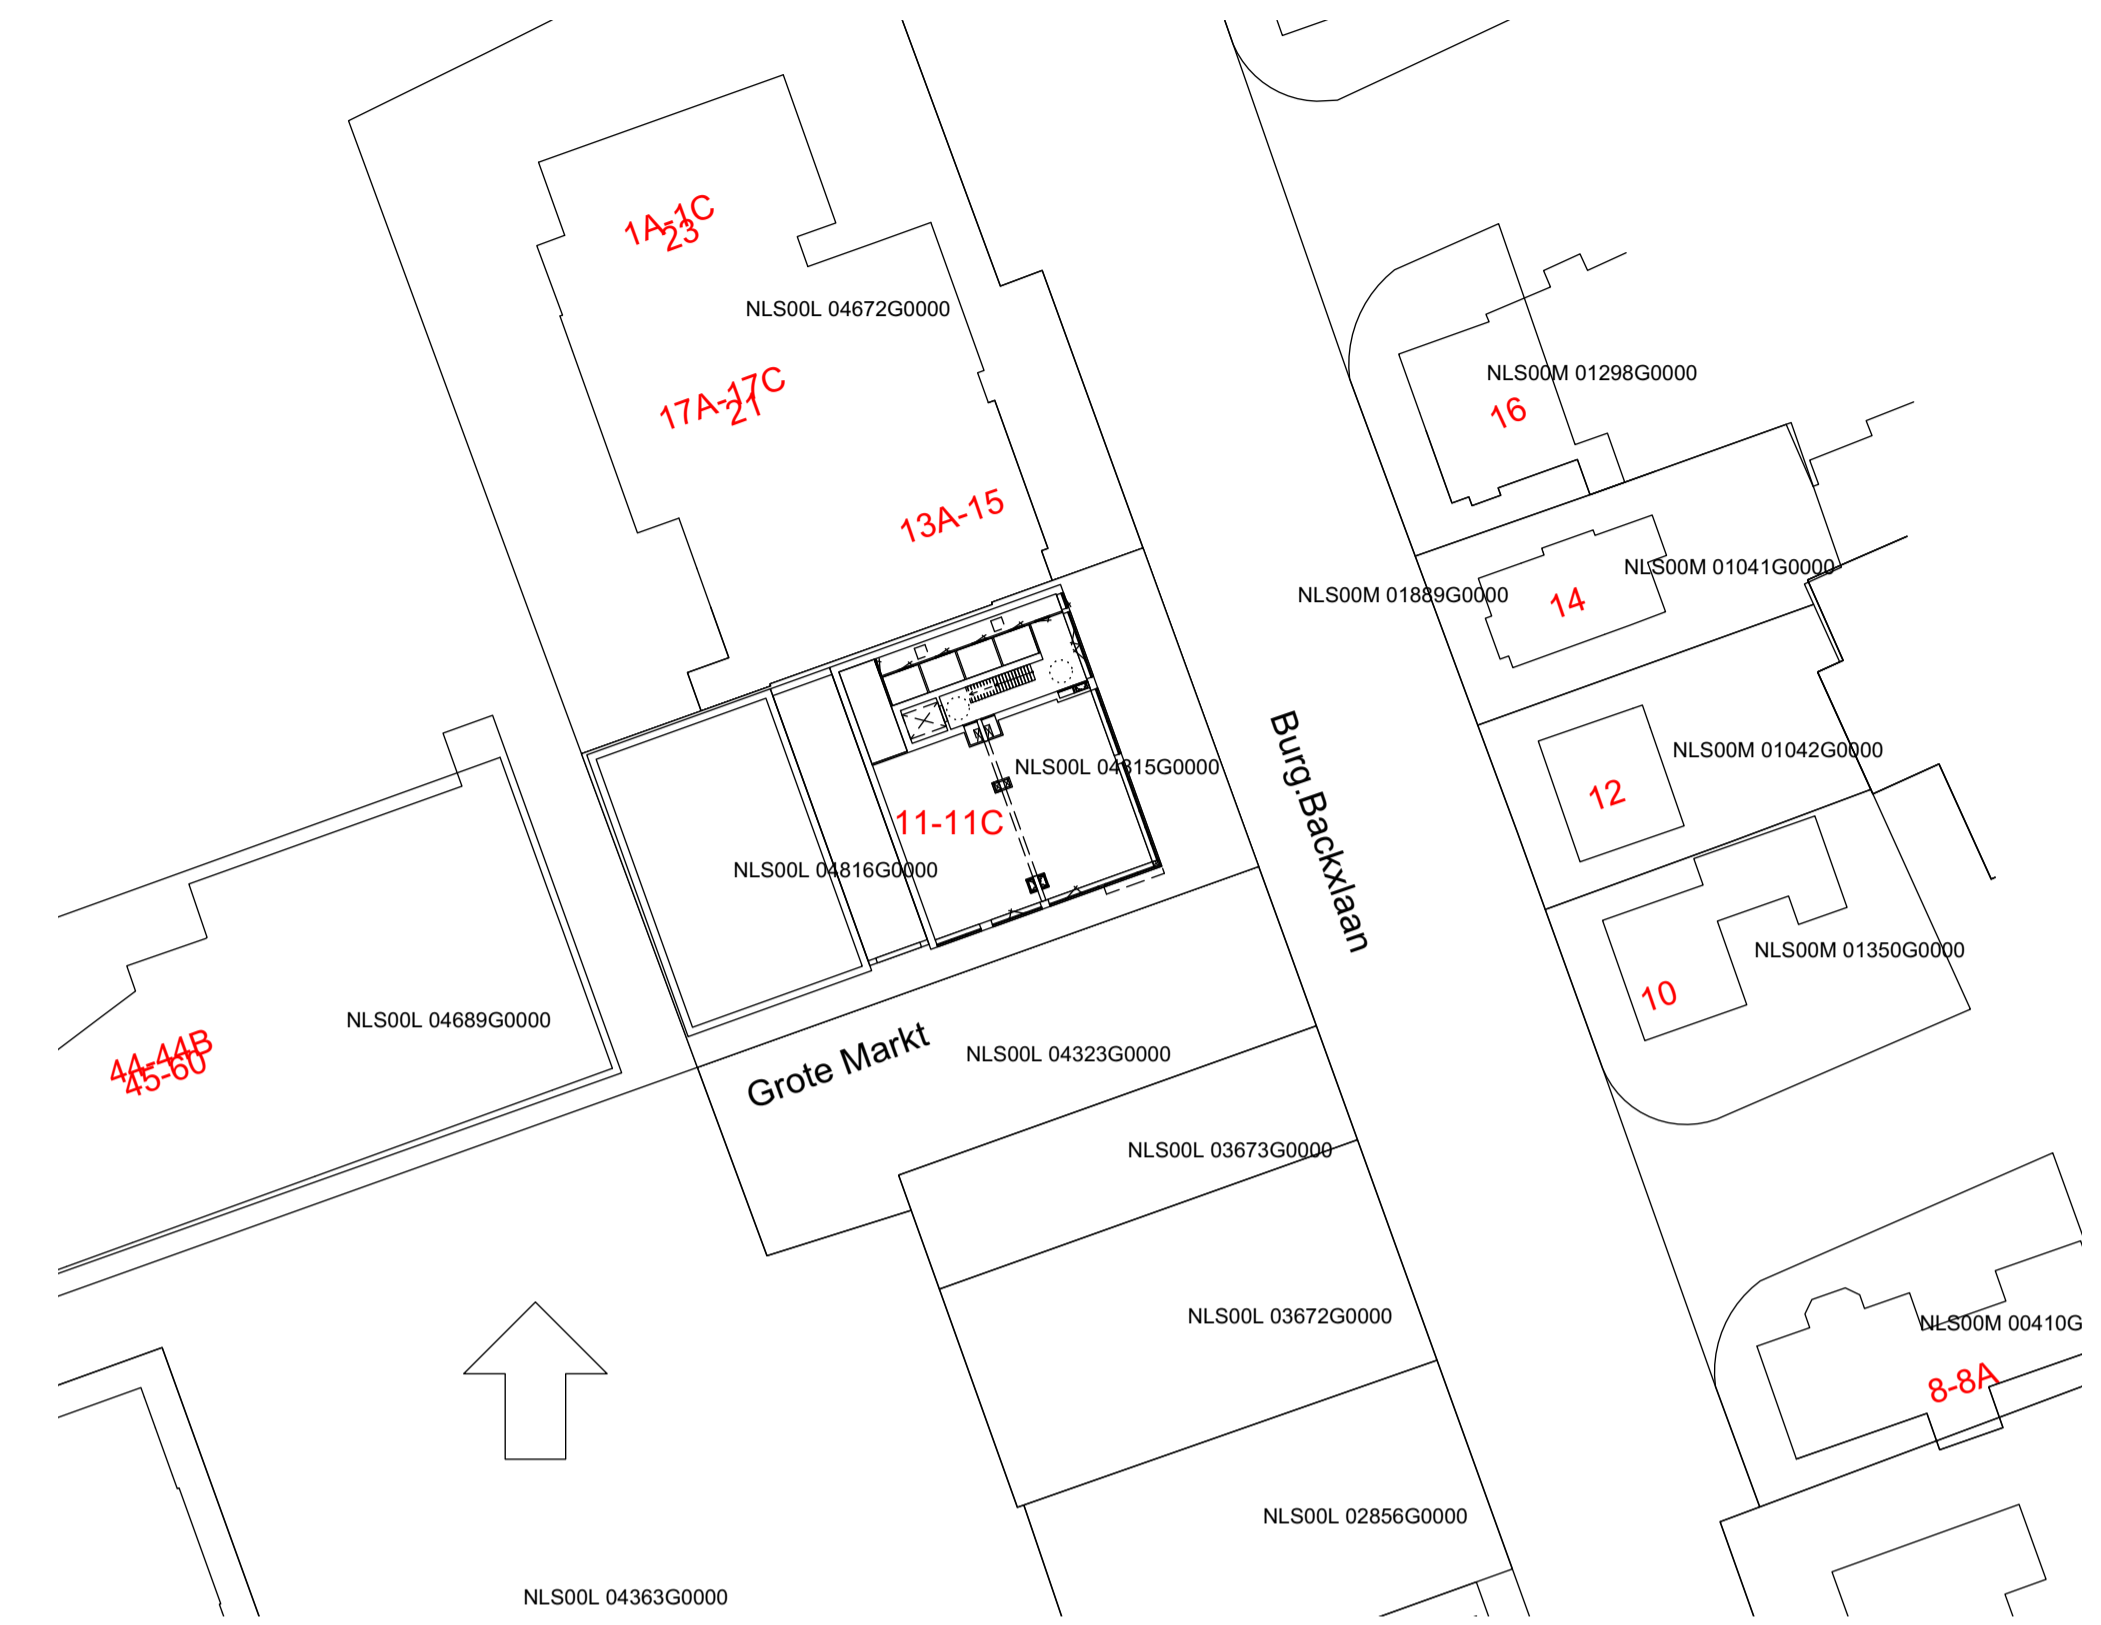 1A-1C
23
NLS00L 04672G0000
NLS00M 01298G0000
17A-17C
21
16
13A-15
NLS00M 01041G0000
NLS00M 01889G0000
14
NLS00M 01042G0000
NLS00L 04815G0000
12
11-11C
Burg.Backxlaan
NLS00L 04816G0000
NLS00M 01350G0000
10
NLS00L 04689G0000
44-44B
45-60
Grote Markt
NLS00L 04323G0000
NLS00L 03673G0000
NLS00L 03672G0000
NLS00M 00410G
8-8A
NLS00L 02856G0000
NLS00L 04363G0000